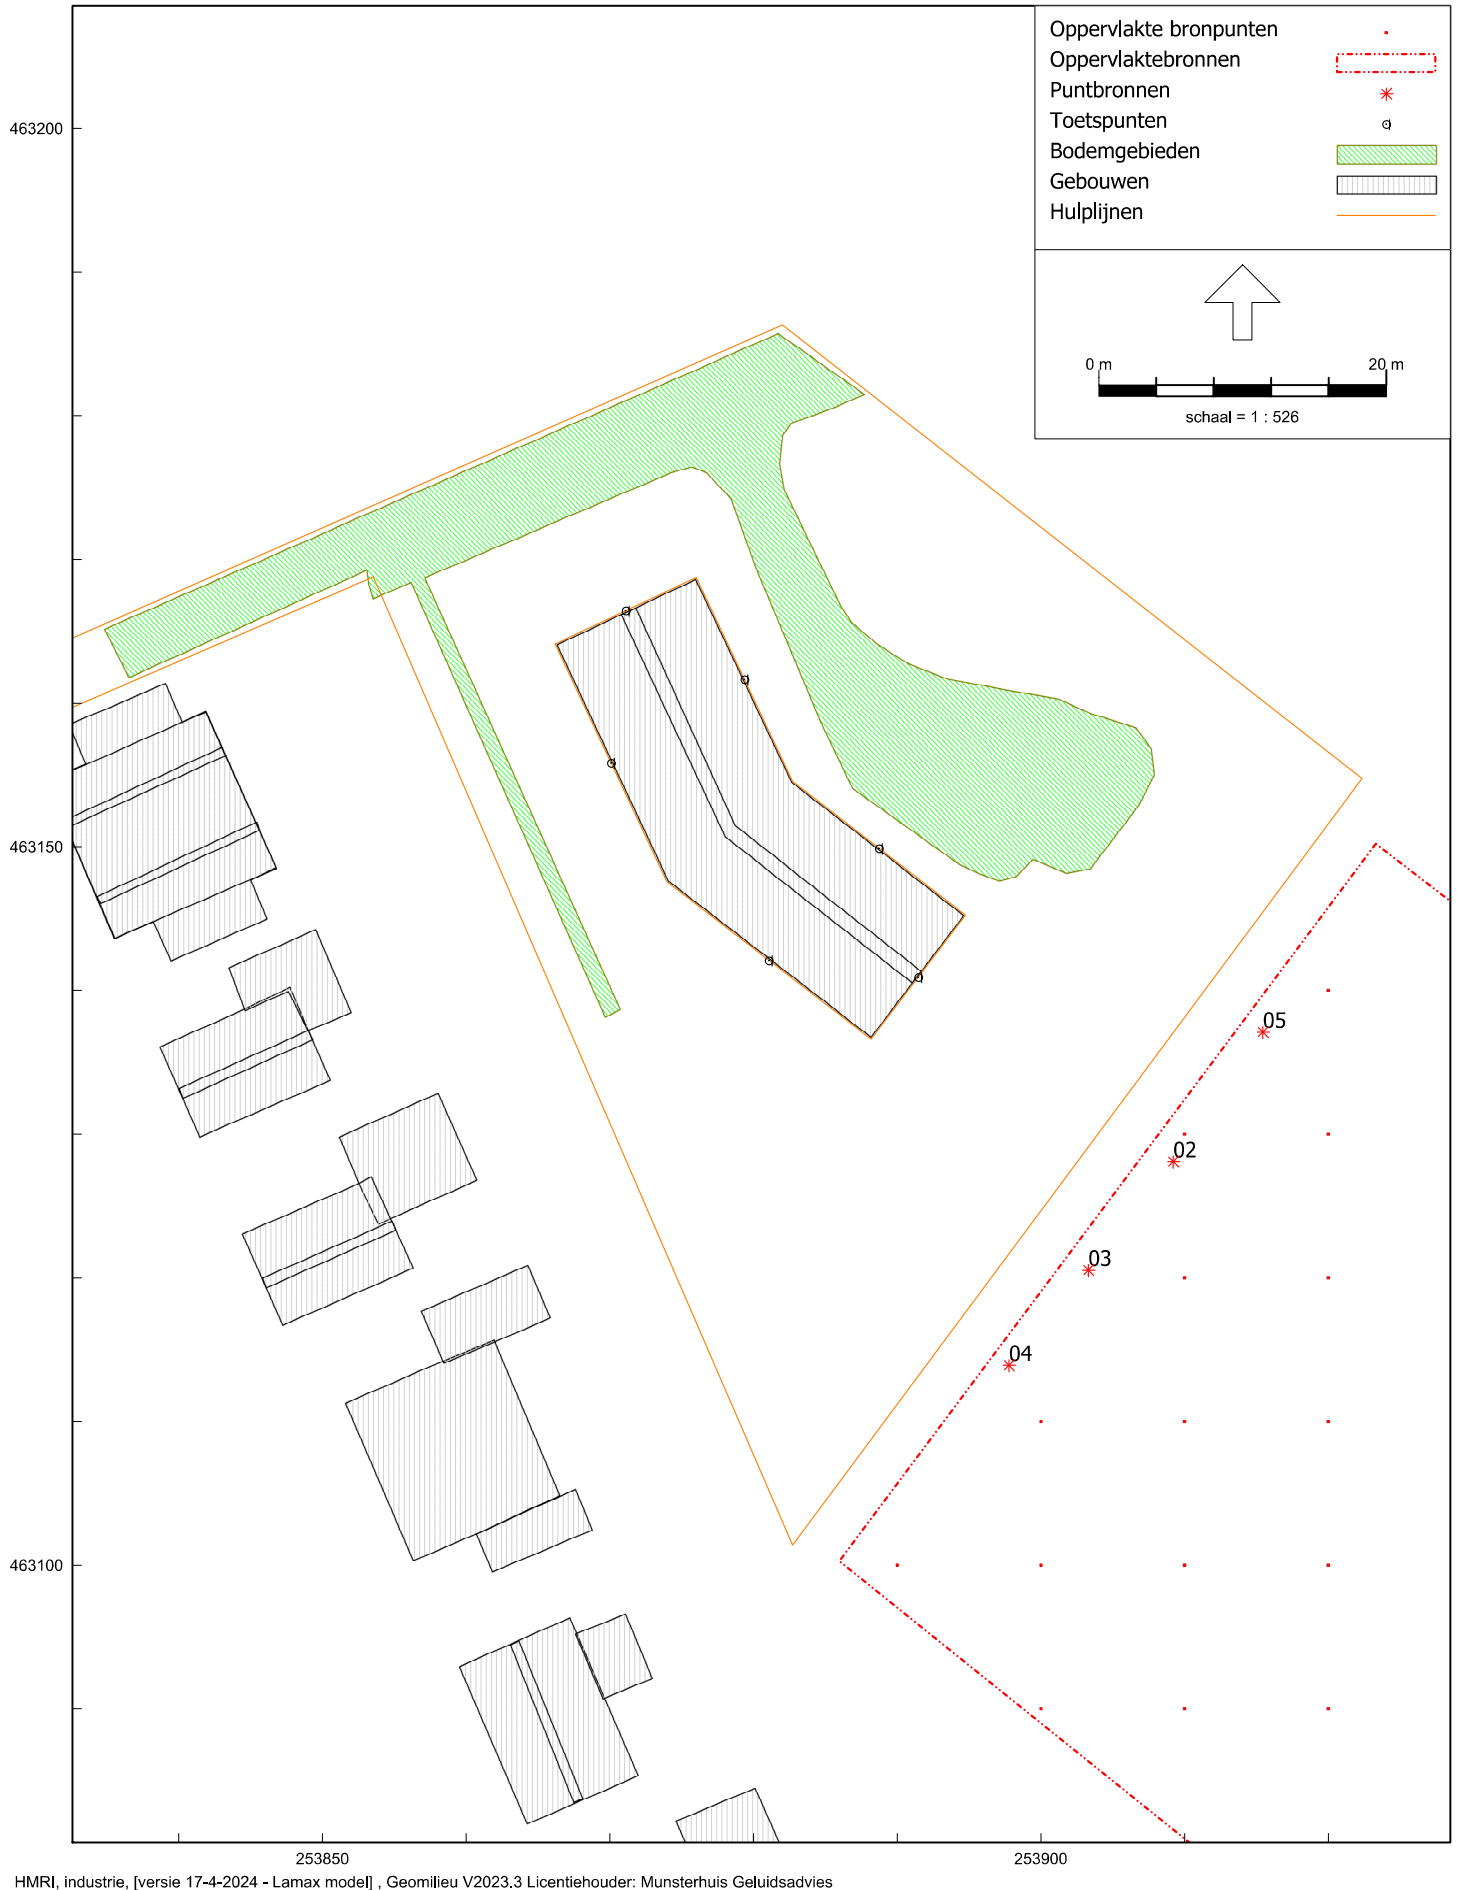 Oppervlakte bronpunten
Oppervlaktebronnen
Puntbronnen
Toetspunten
Bodemgebieden
Gebouwen
Hulplijnen
0 m
20 m
schaal = 1 : 526
463200
463150
463100
05
02
03
04
253850
253900
HMRI, industrie, [versie 17-4-2024 - Lamax model] , Geomilieu V2023.3 Licentiehouder: Munsterhuis Geluidsadvies